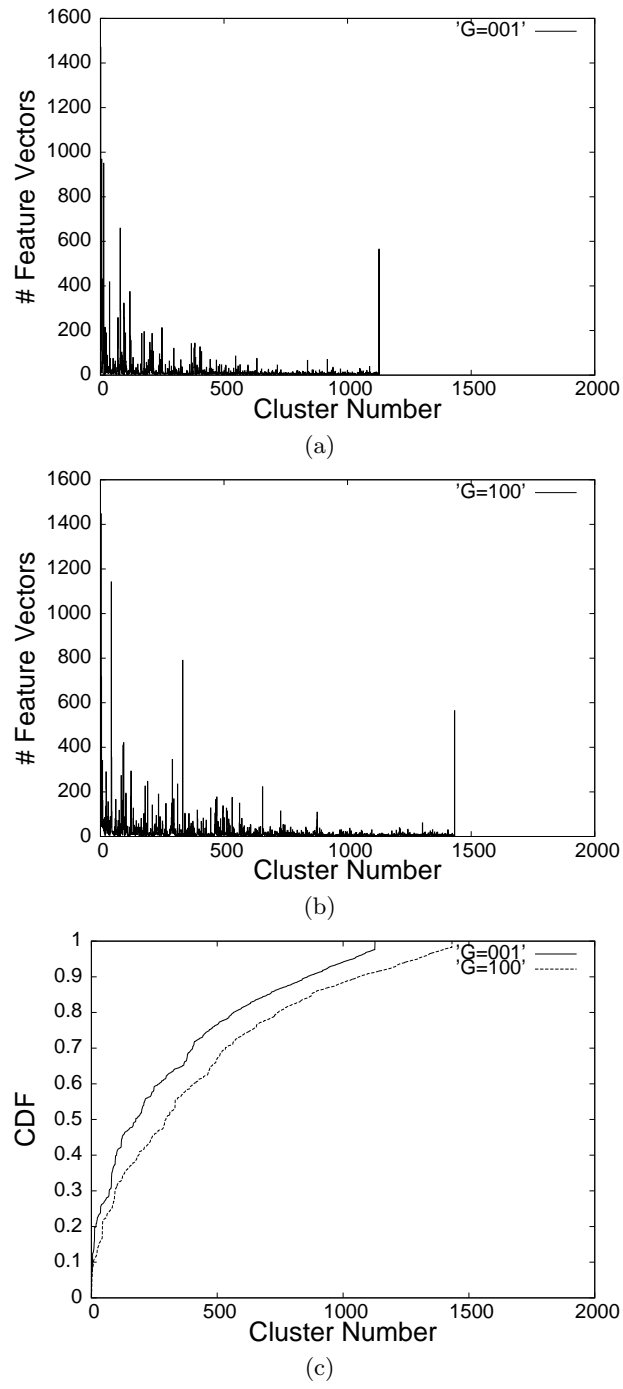 1600
'G=001'
1400
1200
1000
800
600
400
200
0
0 500 1000 1500 2000
# Feature Vectors
Cluster Number
(a)
1600
'G=100'
1400
1200
1000
800
600
400
200
0
0 500 1000 1500 2000
# Feature Vectors
Cluster Number
(b)
1
'G=001'
'G=100'
0.9
0.8
0.7
0.6
0.5
0.4
0.3
0.2
0.1
0
0 500 1000 1500 2000
CDF
Cluster Number
(c)